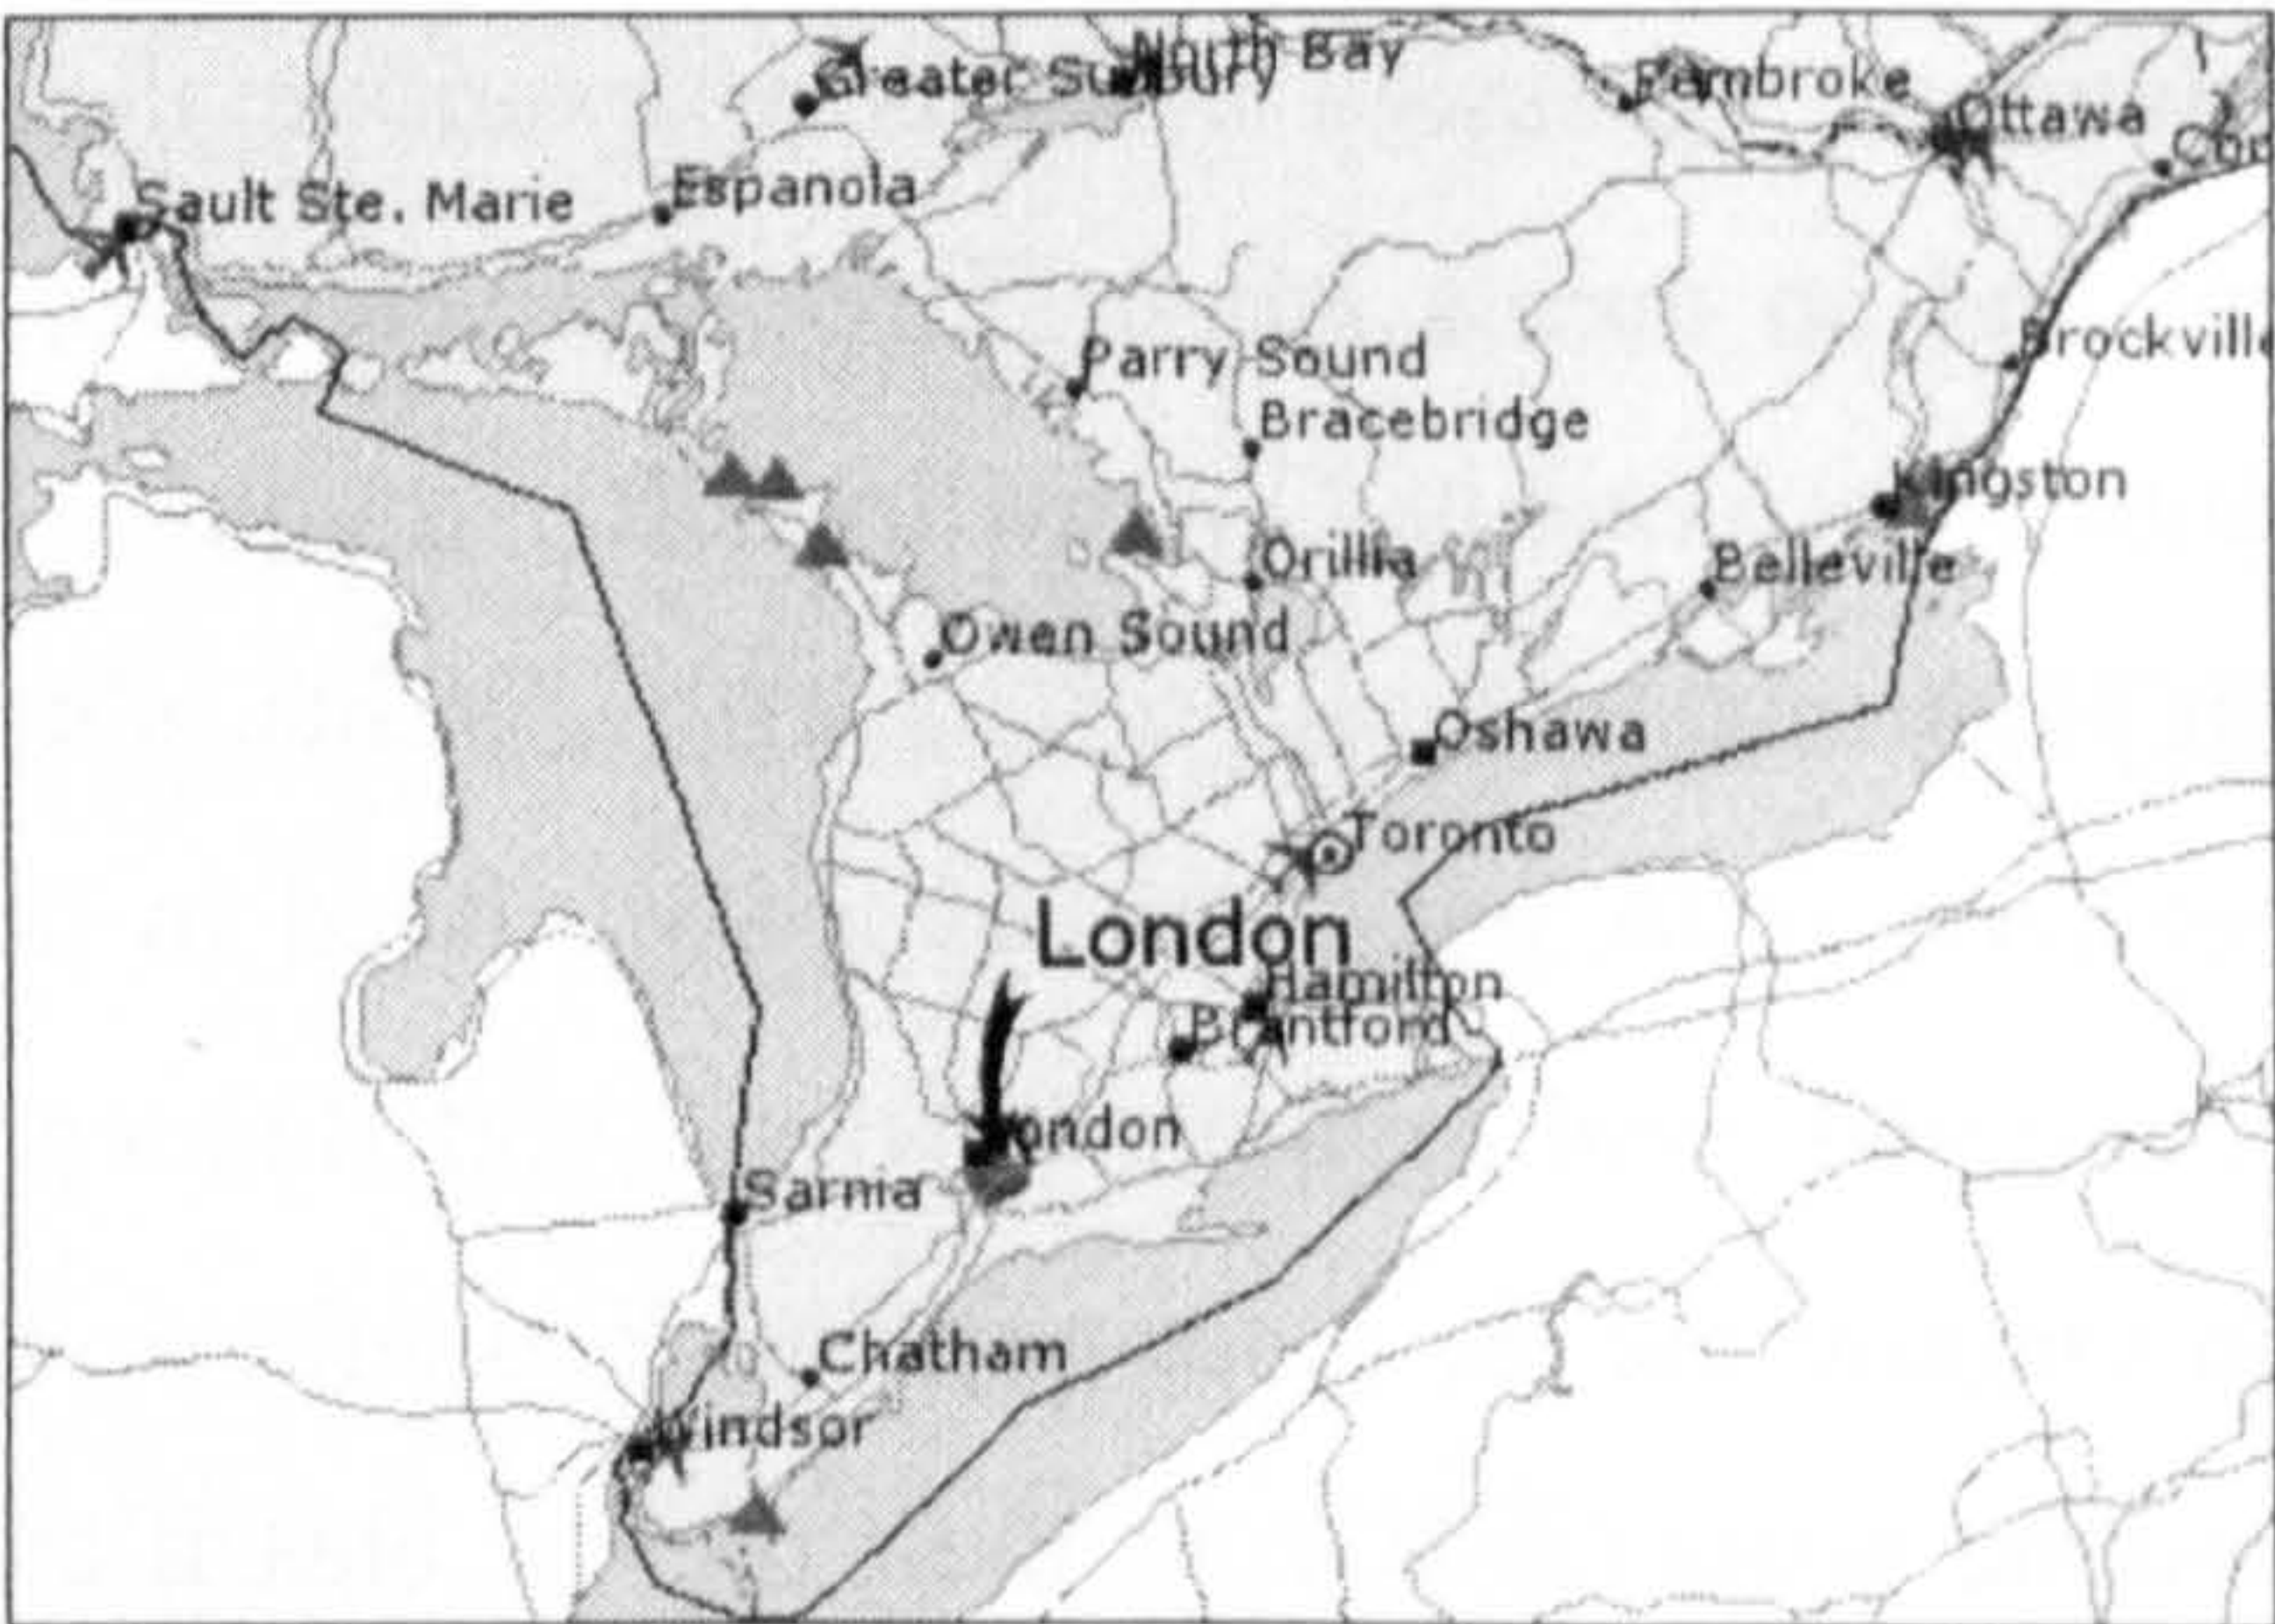 North Bay
Greater Sudbury
Pembroke
Ottawa
Sault Ste. Marie
Espanola
Brockville
Parry Sound
Bracebridge
Kingston
Orillia
Belleville
Owen Sound
Oshawa
Toronto
London
Hamilton
Brantford
London
Sarnia
Chatham
Windsor